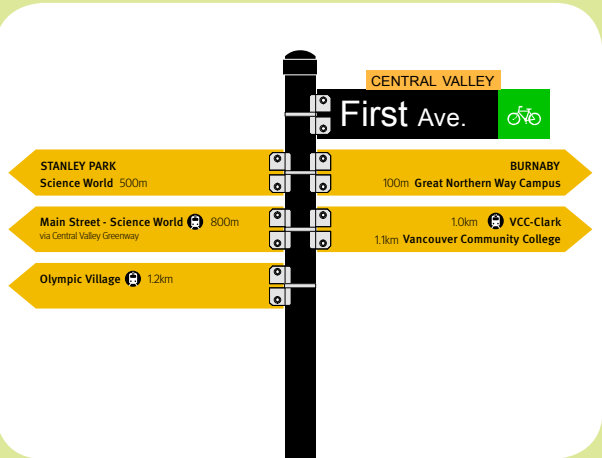 CENTRAL VALLEY
First Ave.
STANLEY PARK
Science World 500m
BURNABY
100m Great Northern Way Campus
Main Street - Science World 800m
via Central Valley Greenway
1.0km VCC-Clark
1.1km Vancouver Community College
Olympic Village 1.2km